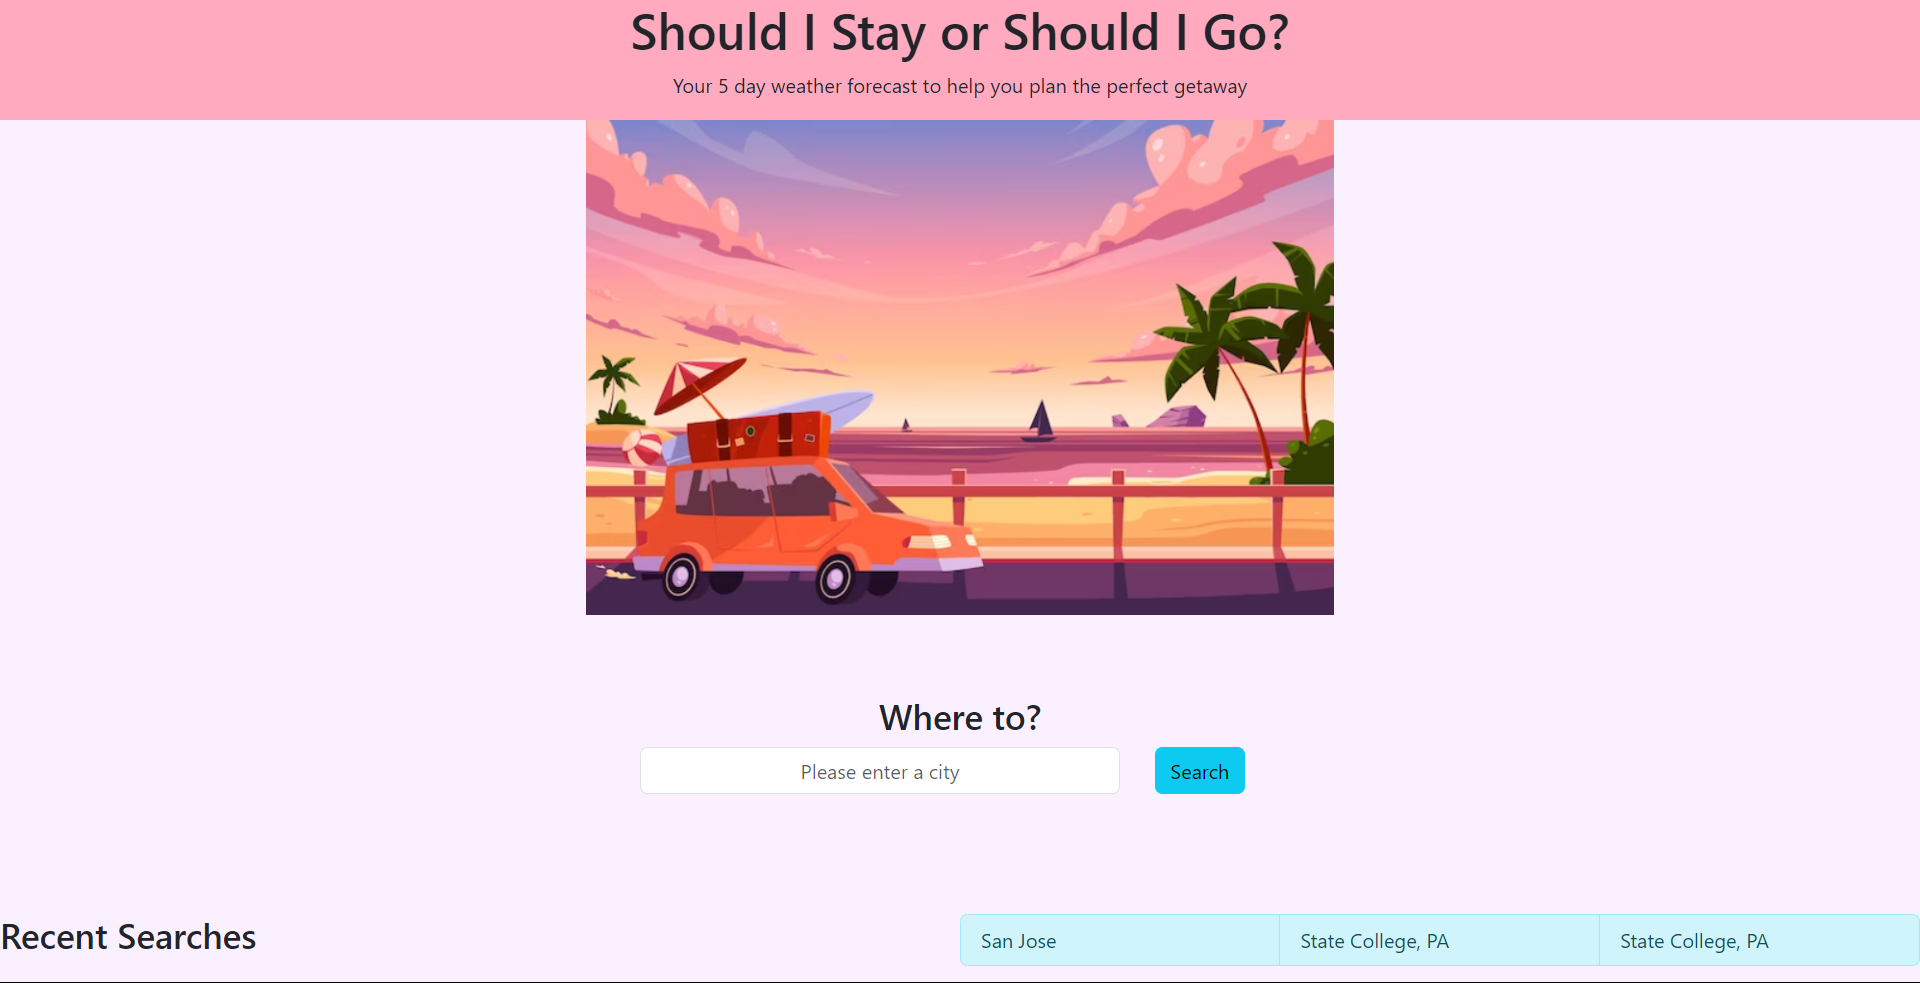 Should I Stay or Should I Go?
Your 5 day weather forecast to help you plan the perfect getaway
Where to?
Please enter a city
Search
Recent Searches
San Jose
State College, PA
State College, PA